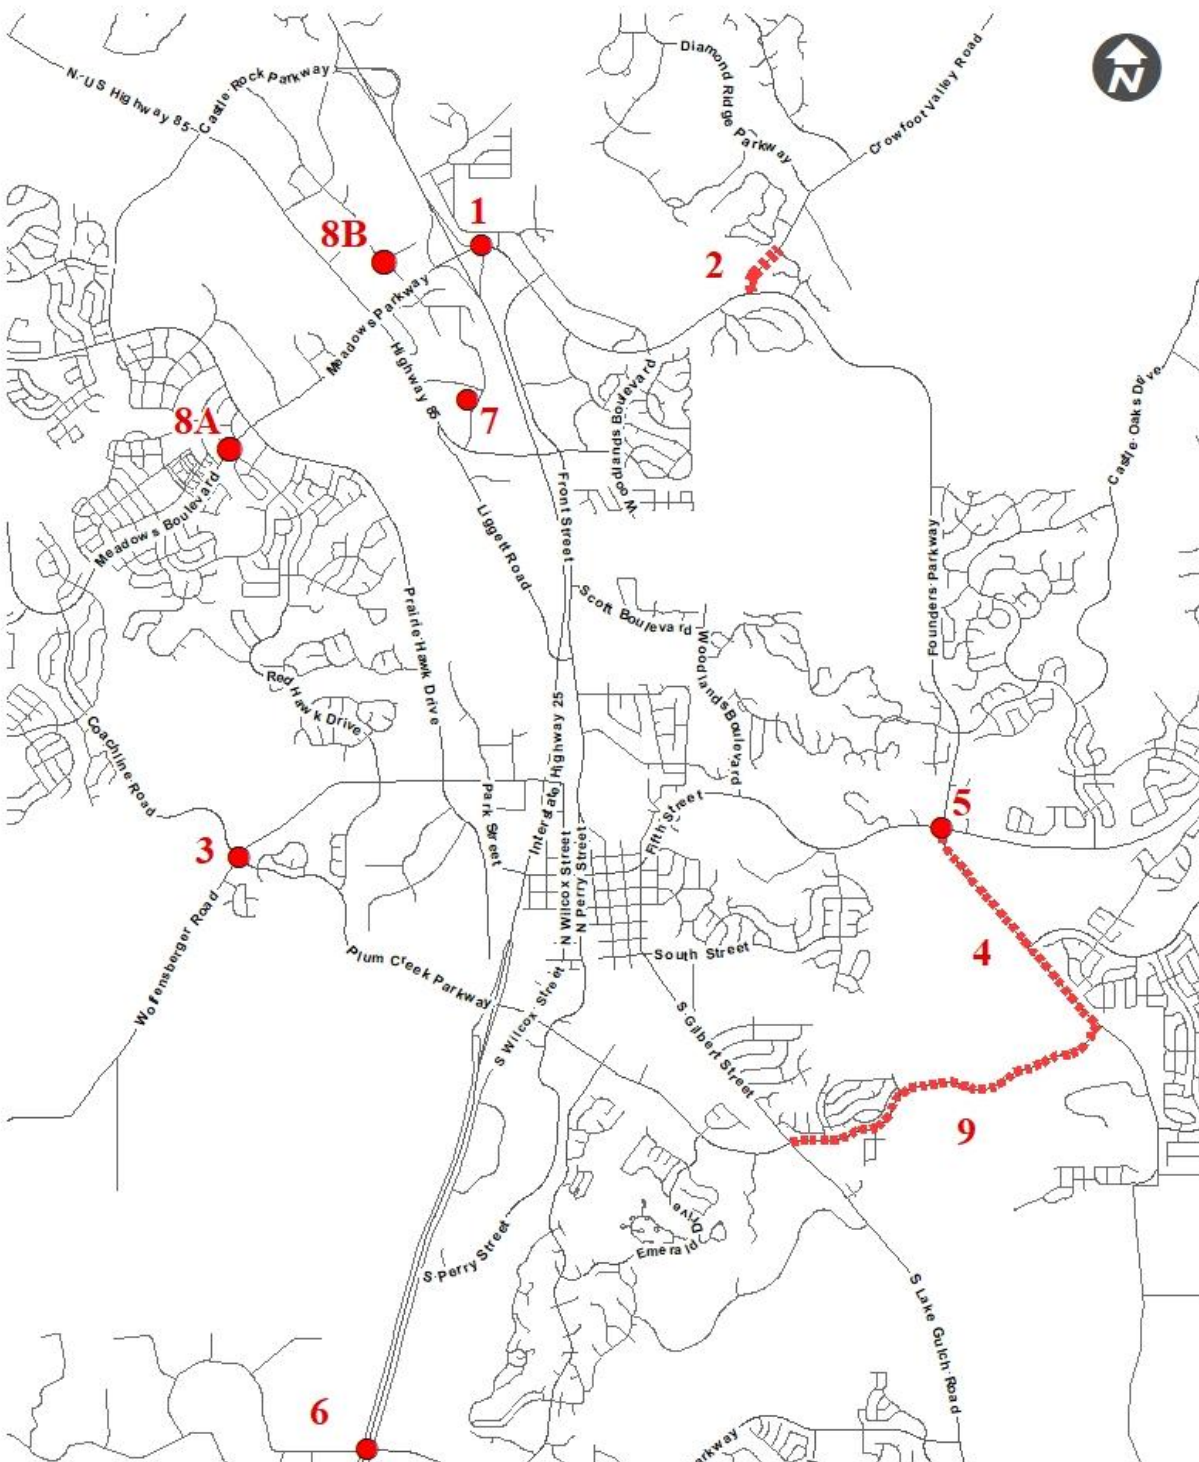 Diamond Ridge Parkway
Crowfoot Valley Road
N
N US Highway 85
Castle Rock Parkway
1
8B
2
Meadows Parkway
Highway 85
7
8A
Woodlands Boulevard
Castle Oaks Drive
Meadows Boulevard
Front Street
Liggett Road
Founders Parkway
Scott Boulevard
Prairie Hawk Drive
Woodlands Boulevard
Red Hawk Drive
Coachline Road
Interstate Highway 25
Park Street
Fifth Street
5
3
N Wilcox Street
N Perry Street
Wolfensberger Road
Plum Creek Parkway
South Street
4
S Wilcox Street
S Gilbert Street
9
Emerald Drive
S Perry Street
S Lake Gulch Road
6
arkway